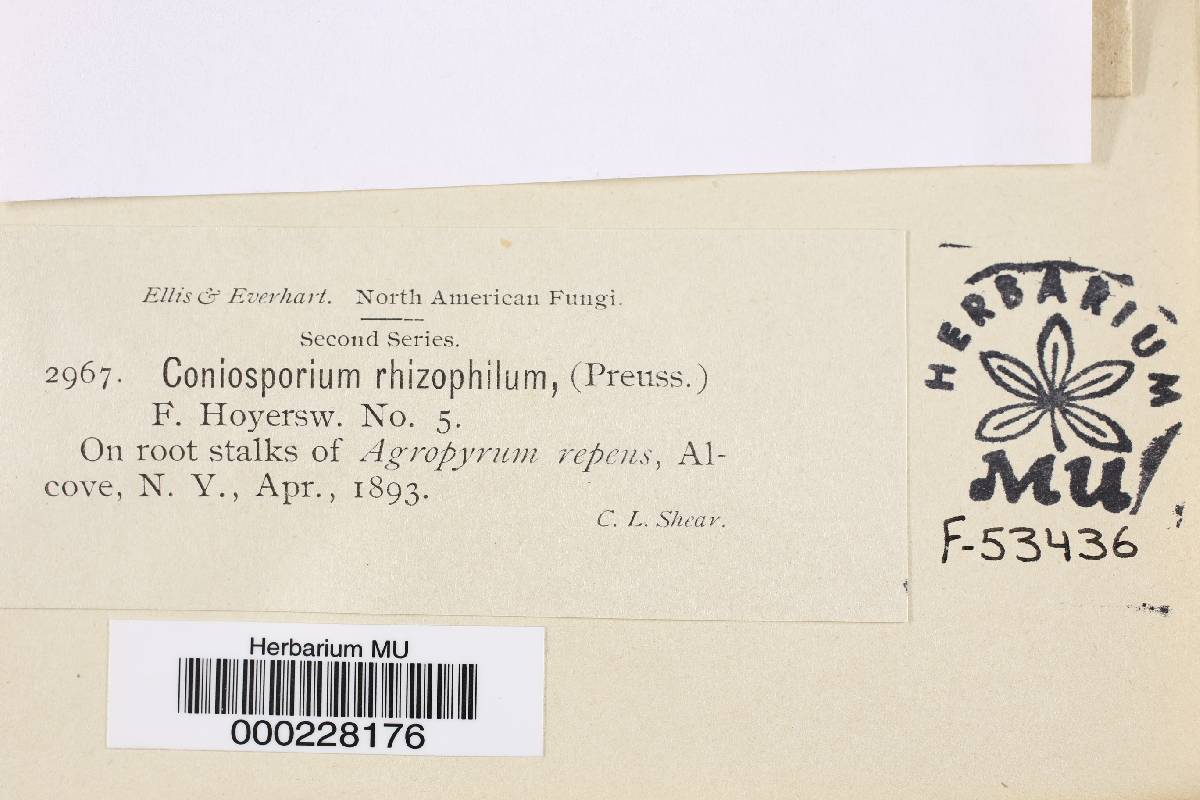 Ellis & Everhart. North American Fungi.
Second Series.
2967. Coniosporium rhizophilum, (Preuss.)
F. Hoyersw. No. 5.
On root stalks of Agropyrum repens, Al-
cove, N. Y., Apr., 1893.
C. L. Shear.
HERBARIUM
MU
F-53436
Herbarium MU
000228176